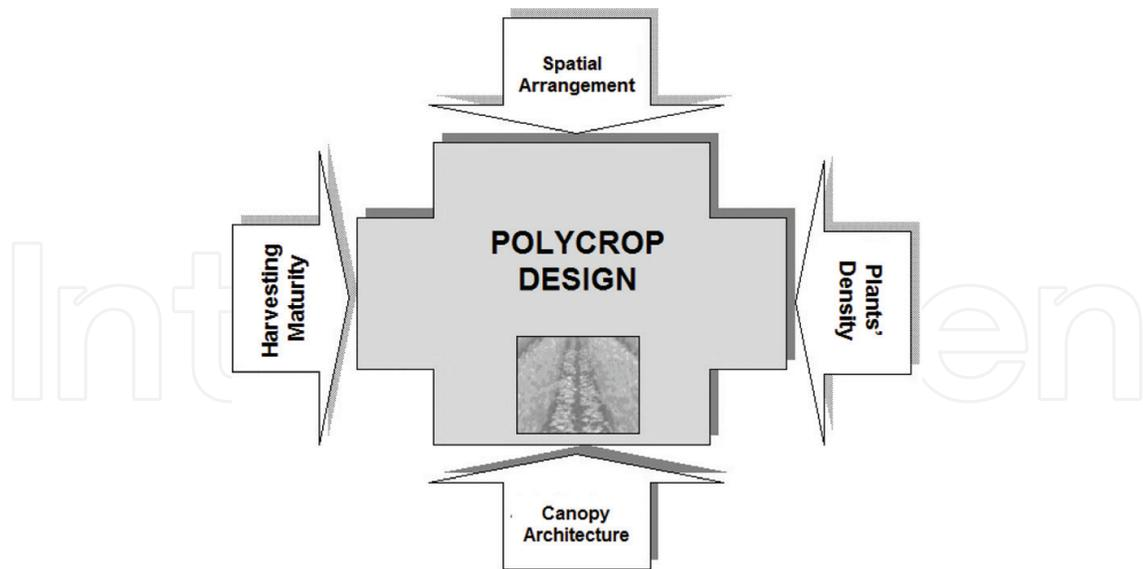 Spatial
Arrangement
POLYCROP
DESIGN
Harvesting
Maturity
Plants'
Density
Canopy
Architecture